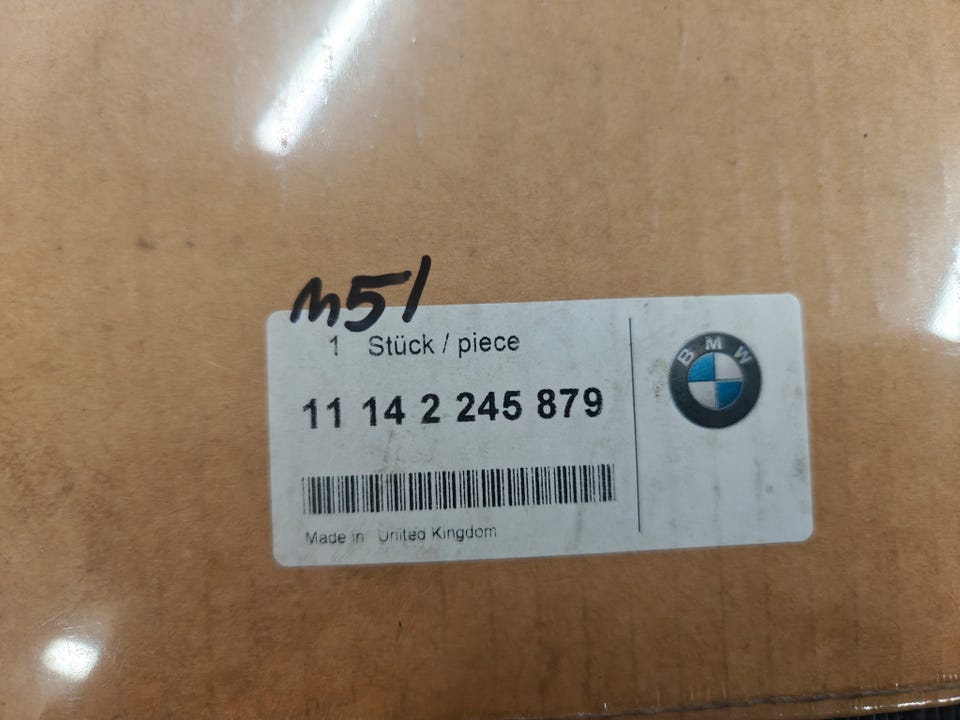 m51
1 Stück / piece
11 14 2 245 879
BMW
Made in United Kingdom